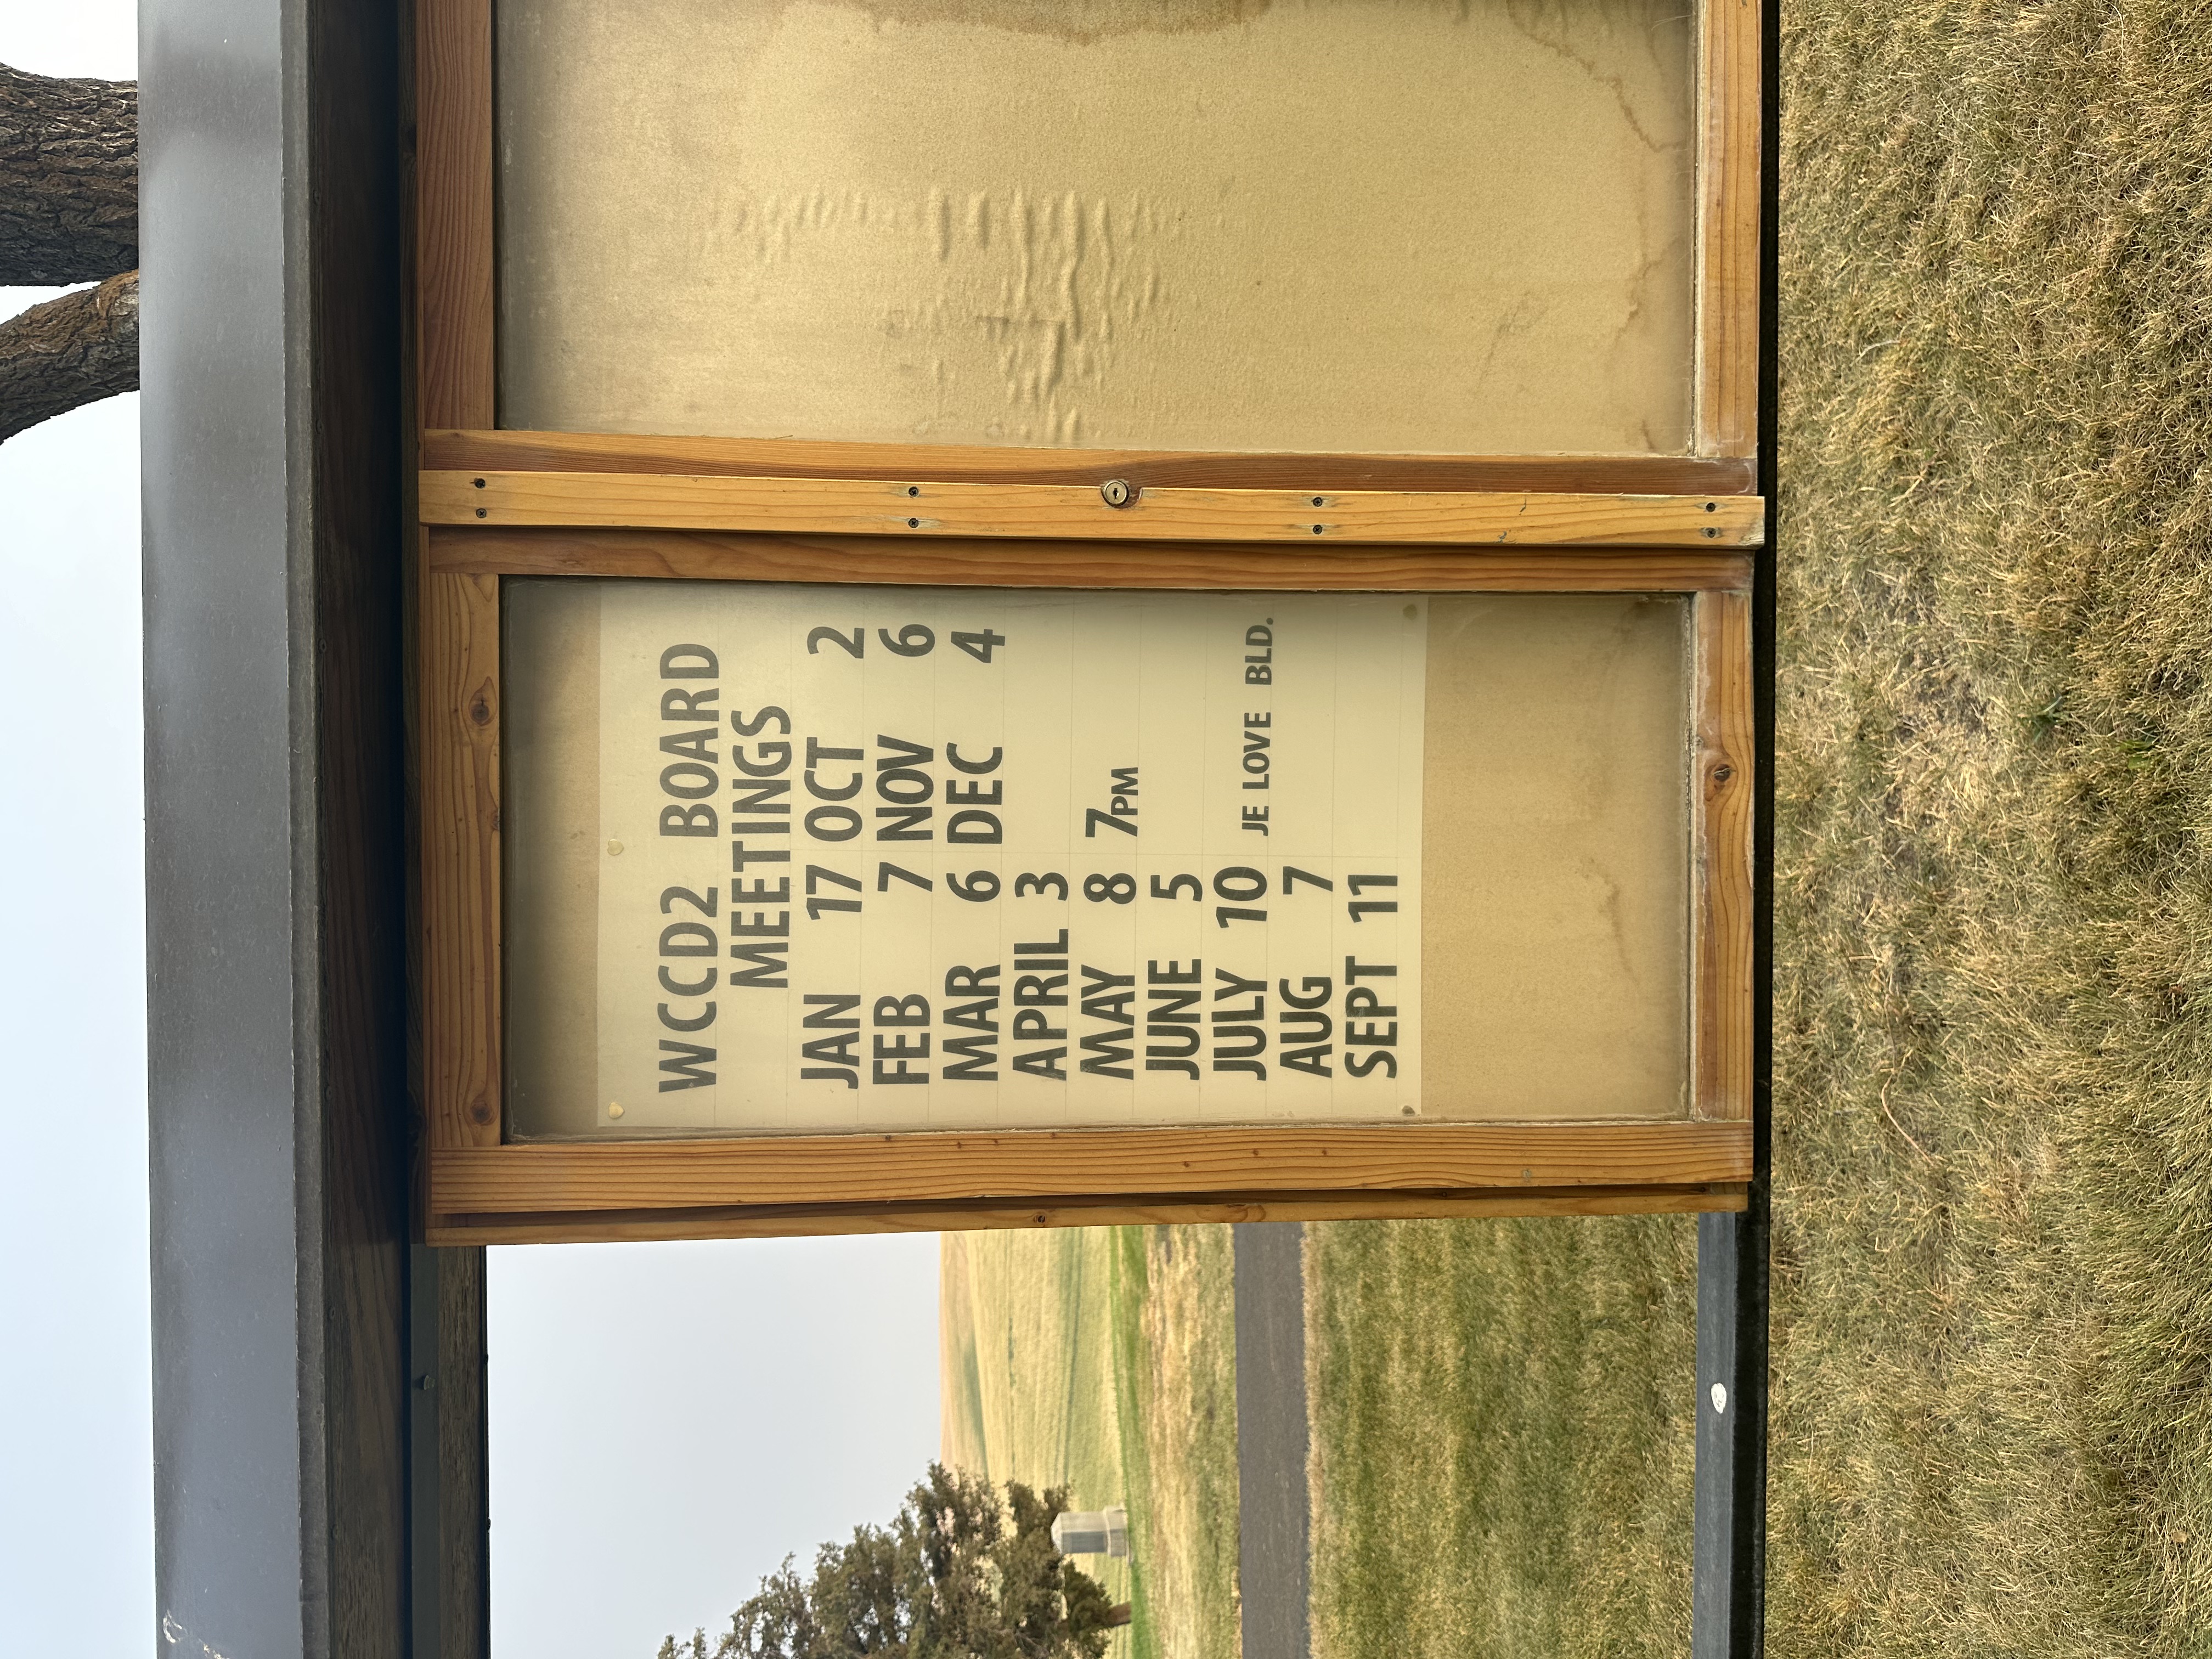 WCCD2 BOARD
MEETINGS
JAN 17 OCT 2
FEB 7 NOV 6
MAR 6 DEC 4
APRIL 3
MAY 8 7PM
JUNE 5
JULY 10 JE LOVE BLD.
AUG 7
SEPT 11